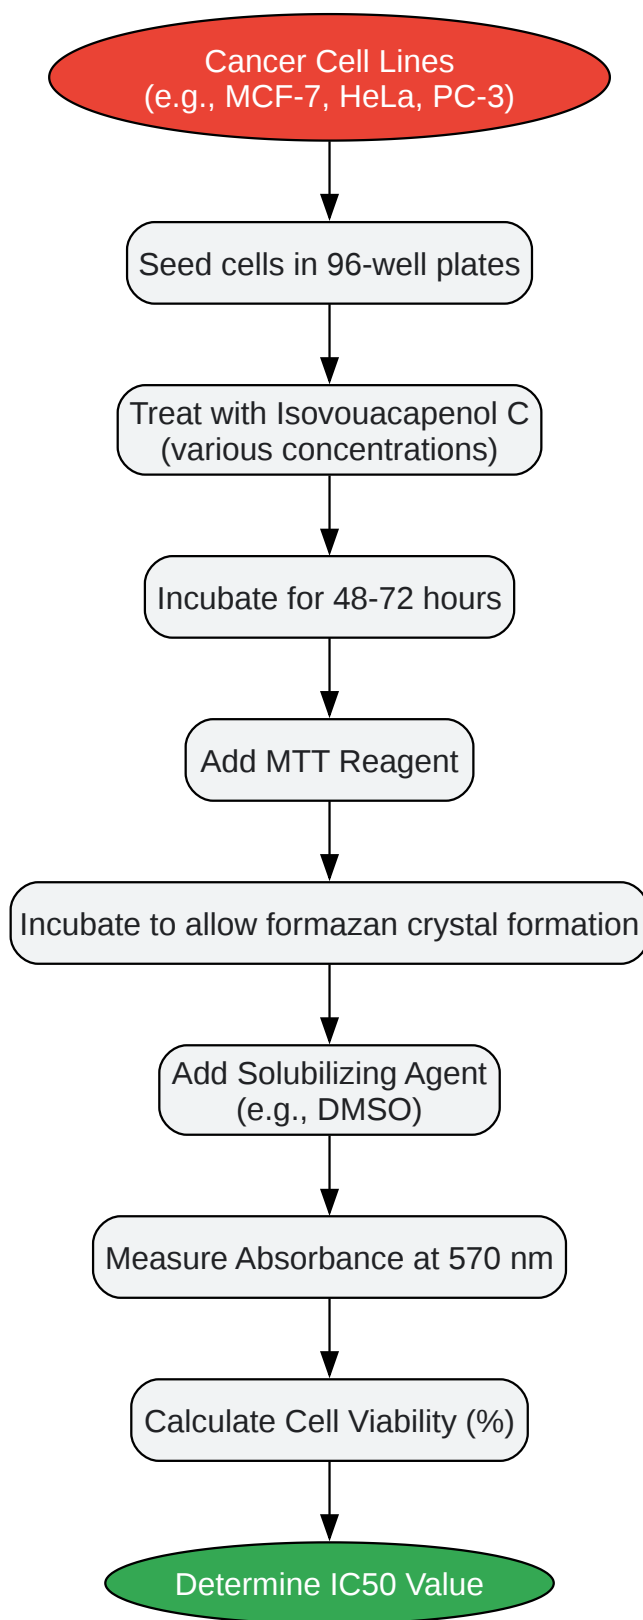 Cancer Cell Lines
(e.g., MCF-7, HeLa, PC-3)
Seed cells in 96-well plates
Treat with Isovouacapenol C
(various concentrations)
Incubate for 48-72 hours
Add MTT Reagent
Incubate to allow formazan crystal formation
Add Solubilizing Agent
(e.g., DMSO)
Measure Absorbance at 570 nm
Calculate Cell Viability (%)
Determine IC50 Value